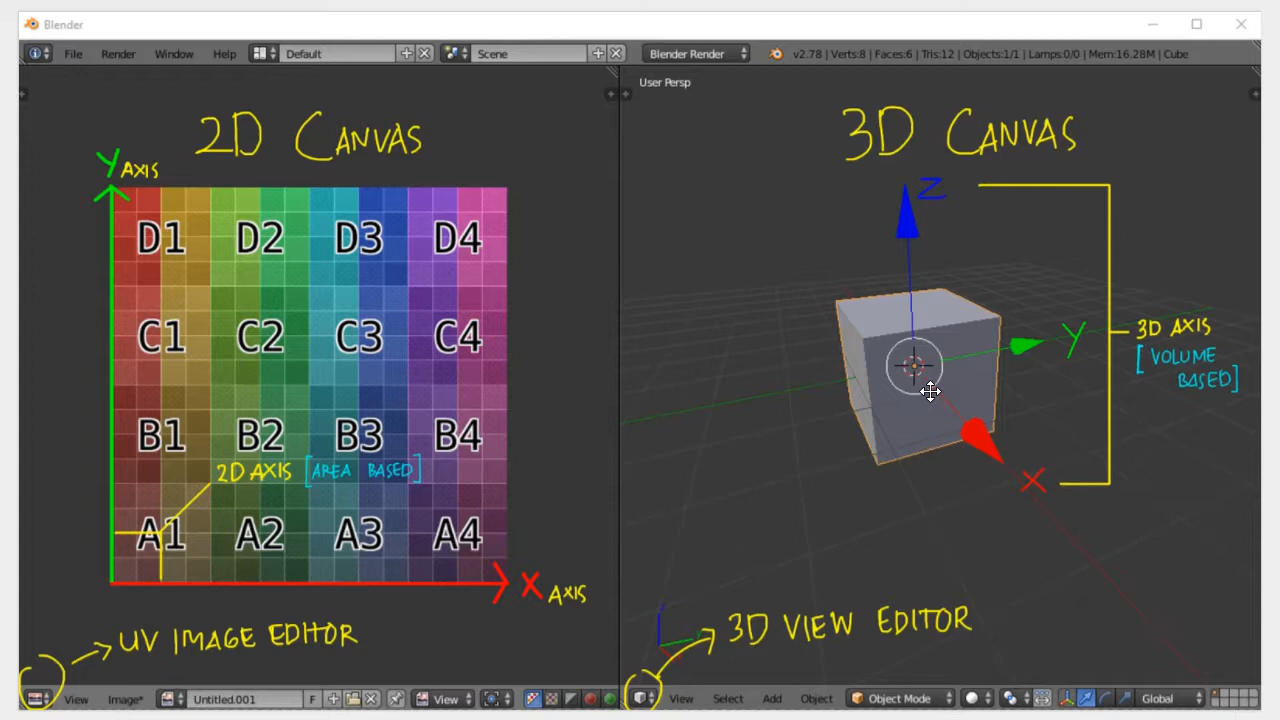 Blender
File Render Window Help Default Scene Blender Render v2.78 | Verts:8 | Faces:6 | Tris:12 | Objects:1/1 | Lamps:0/0 | Mem:16.28M | Cube
User Persp
2D CANVAS
3D CANVAS
Y AXIS
Z
D1 D2 D3 D4
C1 C2 C3 C4
Y
3D AXIS
[VOLUME
BASED]
B1 B2 B3 B4
2D AXIS [AREA BASED]
X
A1 A2 A3 A4
X AXIS
UV IMAGE EDITOR
3D VIEW EDITOR
View Image* Untitled.001 F View
View Select Add Object Object Mode Global